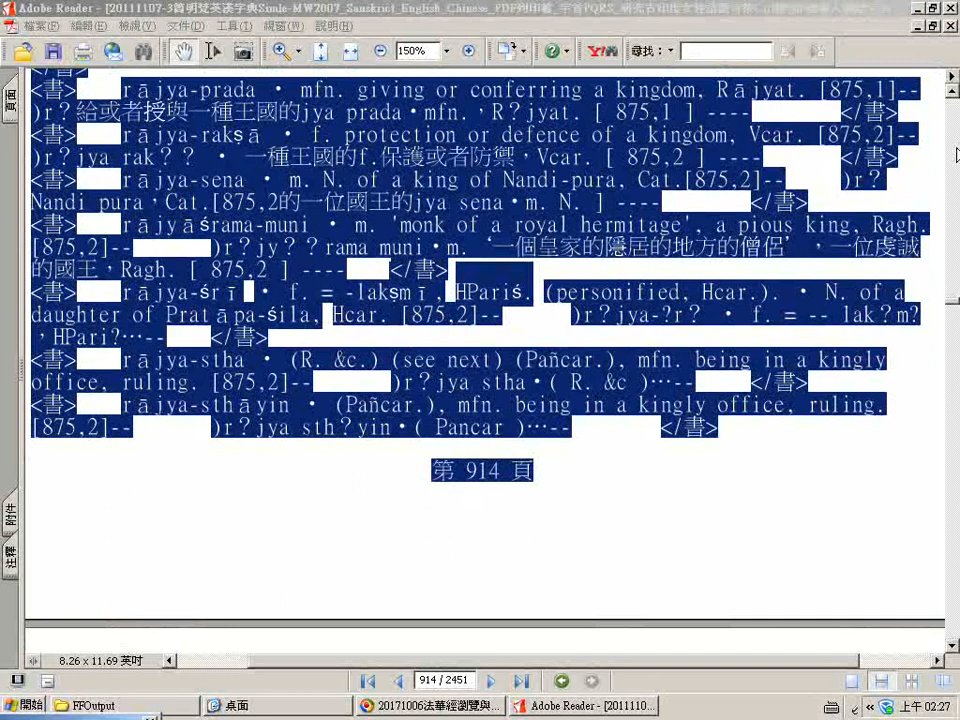 Adobe Reader - [20111107-3簡明梵英漢字典Sunle-MW2007_Sanskrit_English_Chinese_PDF列印檔_字首PQRS_
檔案(F) 編輯(E) 檢視(V) 文件(D) 工具(T) 視窗(W) 說明(H)
150% 尋找：
頁面
附件
注釋
</書>
<書> rājya-prada • mfn. giving or conferring a kingdom, Rājyat. [875,1]--
)r？給或者授與一種王國的jya prada•mfn.，R？jyat. [ 875,1 ] ---- </書>
<書> rājya-rakṣā • f. protection or defence of a kingdom, Vcar. [875,2]--
)r？jya rak？？ • 一種王國的f.保護或者防禦，Vcar. [ 875,2 ] ---- </書>
<書> rājya-sena • m. N. of a king of Nandi-pura, Cat.[875,2]-- )r？
Nandi pura，Cat.[875,2的一位國王的jya sena•m. N. ] ---- </書>
<書> rājyāśrama-muni • m. 'monk of a royal hermitage', a pious king, Ragh.
[875,2]-- )r？jy？？rama muni•m. ‘一個皇家的隱居的地方的僧侶’，一位虔誠
的國王，Ragh. [ 875,2 ] ---- </書>
<書> rājya-śrī • f. = -lakṣmī, HPariś. (personified, Hcar.). • N. of a
daughter of Pratāpa-śila, Hcar. [875,2]-- )r？jya-?r？ • f. = -- lak？m?
，HPari?…-- </書>
<書> rājya-stha • (R. &c.) (see next) (Pañcar.), mfn. being in a kingly
office, ruling. [875,2]-- )r？jya stha•( R. &c )…-- </書>
<書> rājya-sthāyin • (Pañcar.), mfn. being in a kingly office, ruling.
[875,2]-- )r？jya sth？yin•( Pancar )…-- </書>
第 914 頁
8.26 x 11.69 英吋
914 / 2451
開始 FFOutput 桌面 20171006法華經瀏覽與... Adobe Reader - [2011110... 上午 02:27